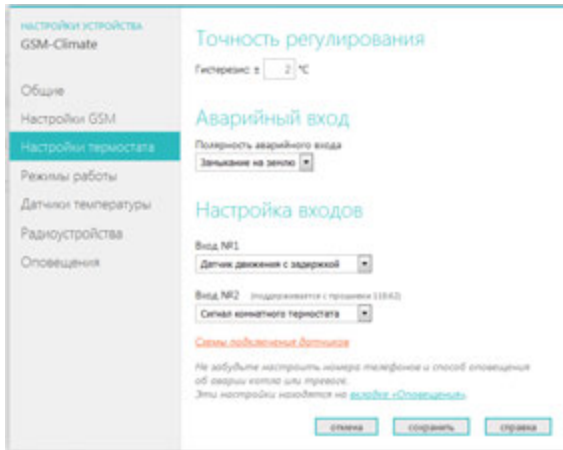 НАСТРОЙКИ УСТРОЙСТВА
GSM-Climate
Общие
Настройки GSM
Настройки термостата
Режимы работы
Датчики температуры
Радиоустройства
Оповещения
Точность регулирования
Гистерезис: ± 2 °C
Аварийный вход
Полярность аварийного входа
Замыкание на землю
Настройка входов
Вход №1
Датчик движения с задержкой
Вход №2 (поддерживается с прошивки 11862)
Сигнал комнатного термостата
Схемы подключения датчиков
Не забудьте настроить номера телефонов и способ оповещения
об аварии котла или тревоге.
Эти настройки находятся на вкладке «Оповещения».
отмена сохранить справка